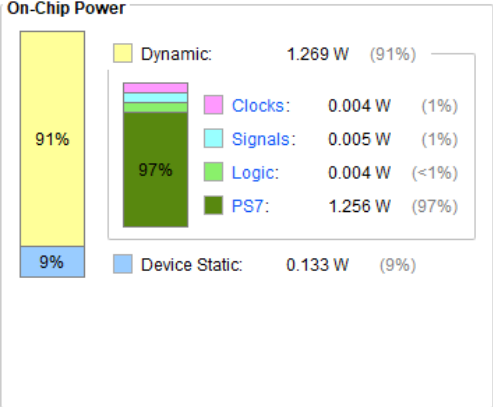 On-Chip Power
Dynamic: 1.269 W (91%)
91%
Clocks: 0.004 W (1%)
Signals: 0.005 W (1%)
97%
Logic: 0.004 W (<1%)
PS7: 1.256 W (97%)
9%
Device Static: 0.133 W (9%)